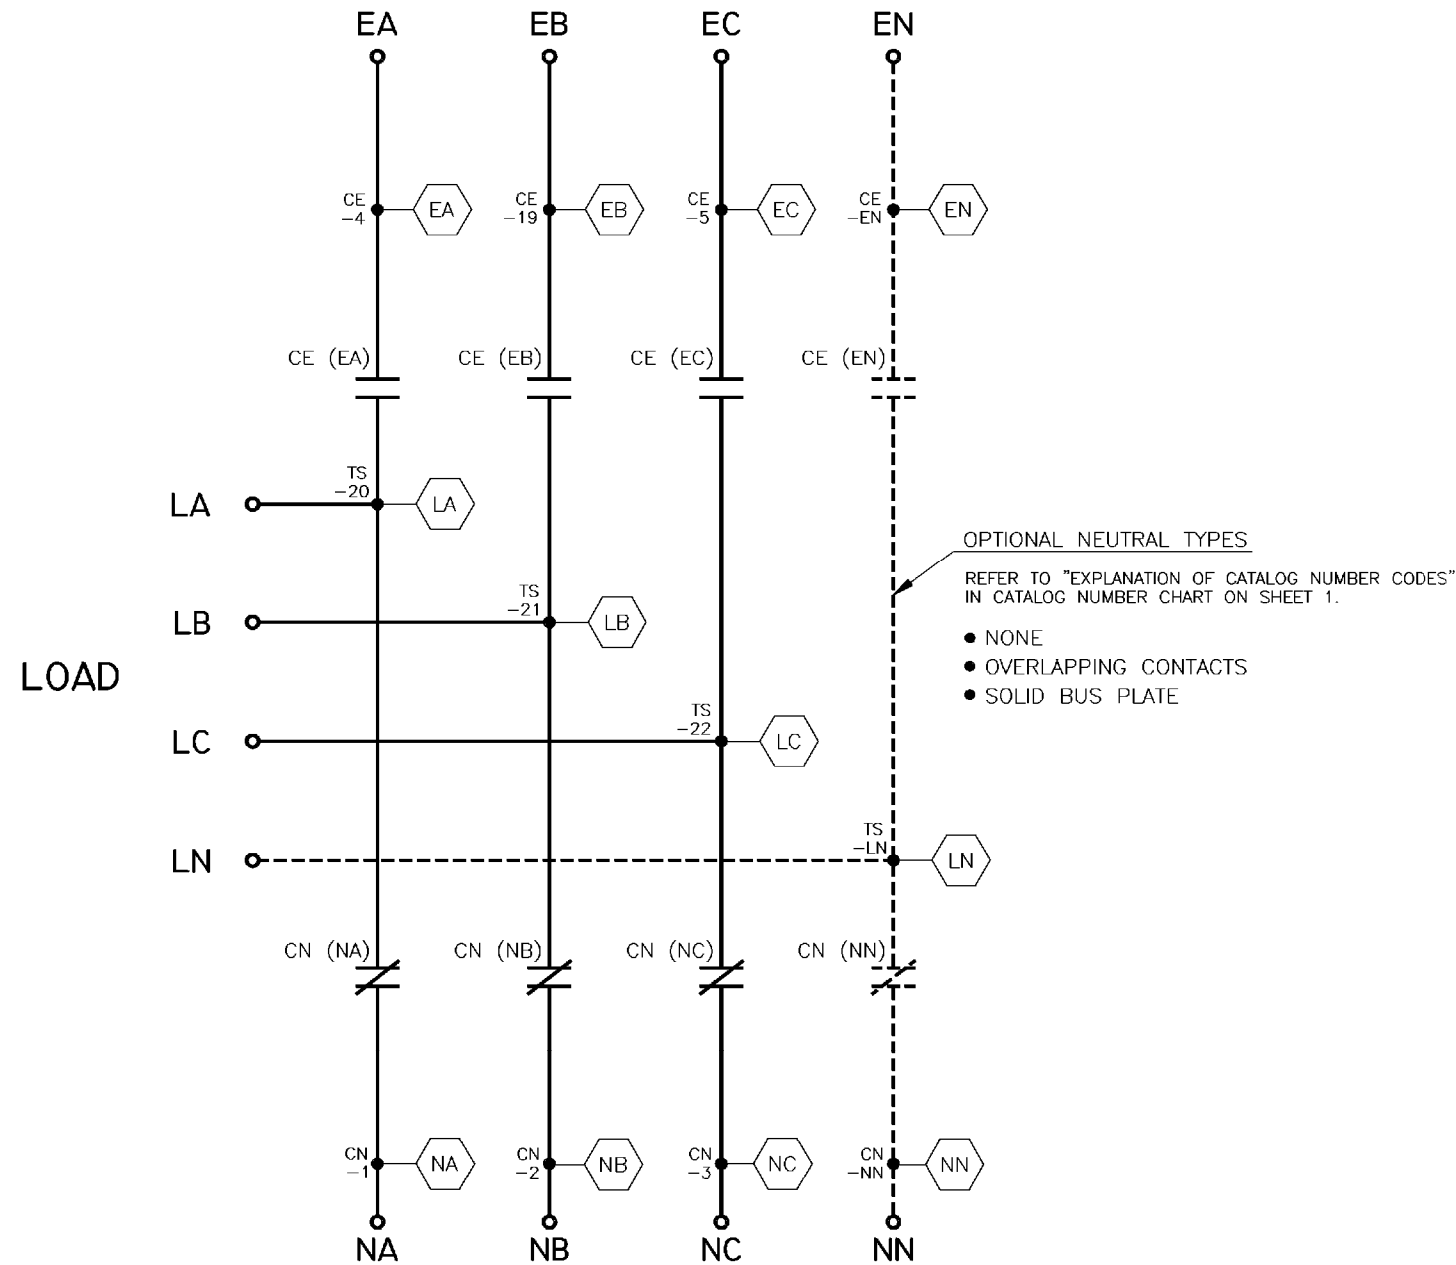 EA EB EC EN
CE CE CE CE
-4 EA -19 EB -5 EC -EN EN
CE (EA) CE (EB) CE (EC) CE (EN)
TS
-20
LA LA
OPTIONAL NEUTRAL TYPES
REFER TO "EXPLANATION OF CATALOG NUMBER CODES"
IN CATALOG NUMBER CHART ON SHEET 1.
• NONE
• OVERLAPPING CONTACTS
• SOLID BUS PLATE
TS
-21
LB LB
LOAD
TS
-22
LC LC
TS
-LN
LN LN
CN (NA) CN (NB) CN (NC) CN (NN)
CN CN CN CN
-1 NA -2 NB -3 NC -NN NN
NA NB NC NN